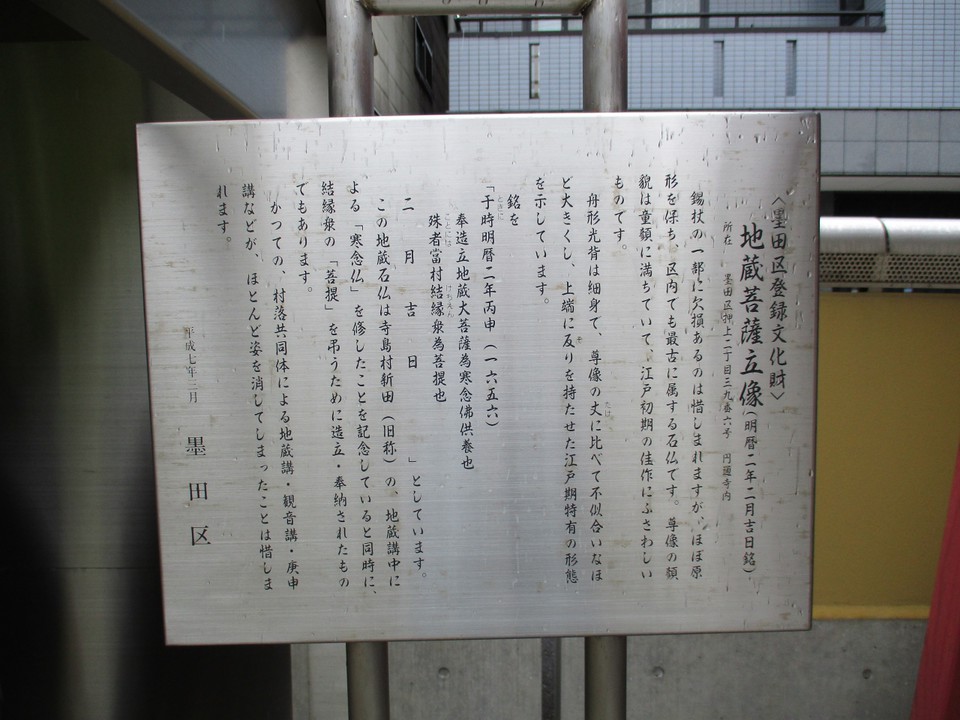 〈墨田区登録文化財〉
地蔵菩薩立像(明暦二年二月吉日銘)
所在 墨田区押上二丁目三九番六号 円通寺内
錫杖の一部に欠損あるのは惜しまれますが、ほぼ原
形を保ち、区内でも最古に属する石仏です。尊像の顔
貌は童顔に満ちていて、江戸初期の佳作にふさわしい
ものです。
舟形光背は細身で、尊像の丈に比べて不似合いなほ
ど大きくし、上端に反りを持たせた江戸期特有の形態
を示しています。
銘を
「于時明暦二年丙申(一六五六)
奉造立地蔵大菩薩為寒念佛供養也
殊者當村結縁衆為菩提也
二月吉日 」としています。
この地蔵石仏は寺島村新田(旧称)の、地蔵講中に
よる「寒念仏」を修したことを記念していると同時に、
結縁衆の「菩提」を弔うために造立・奉納されたもの
でもあります。
かつての、村落共同体による地蔵講・観音講・庚申
講などが、ほとんど姿を消してしまったことは惜しま
れます。
平成七年三月
墨田区